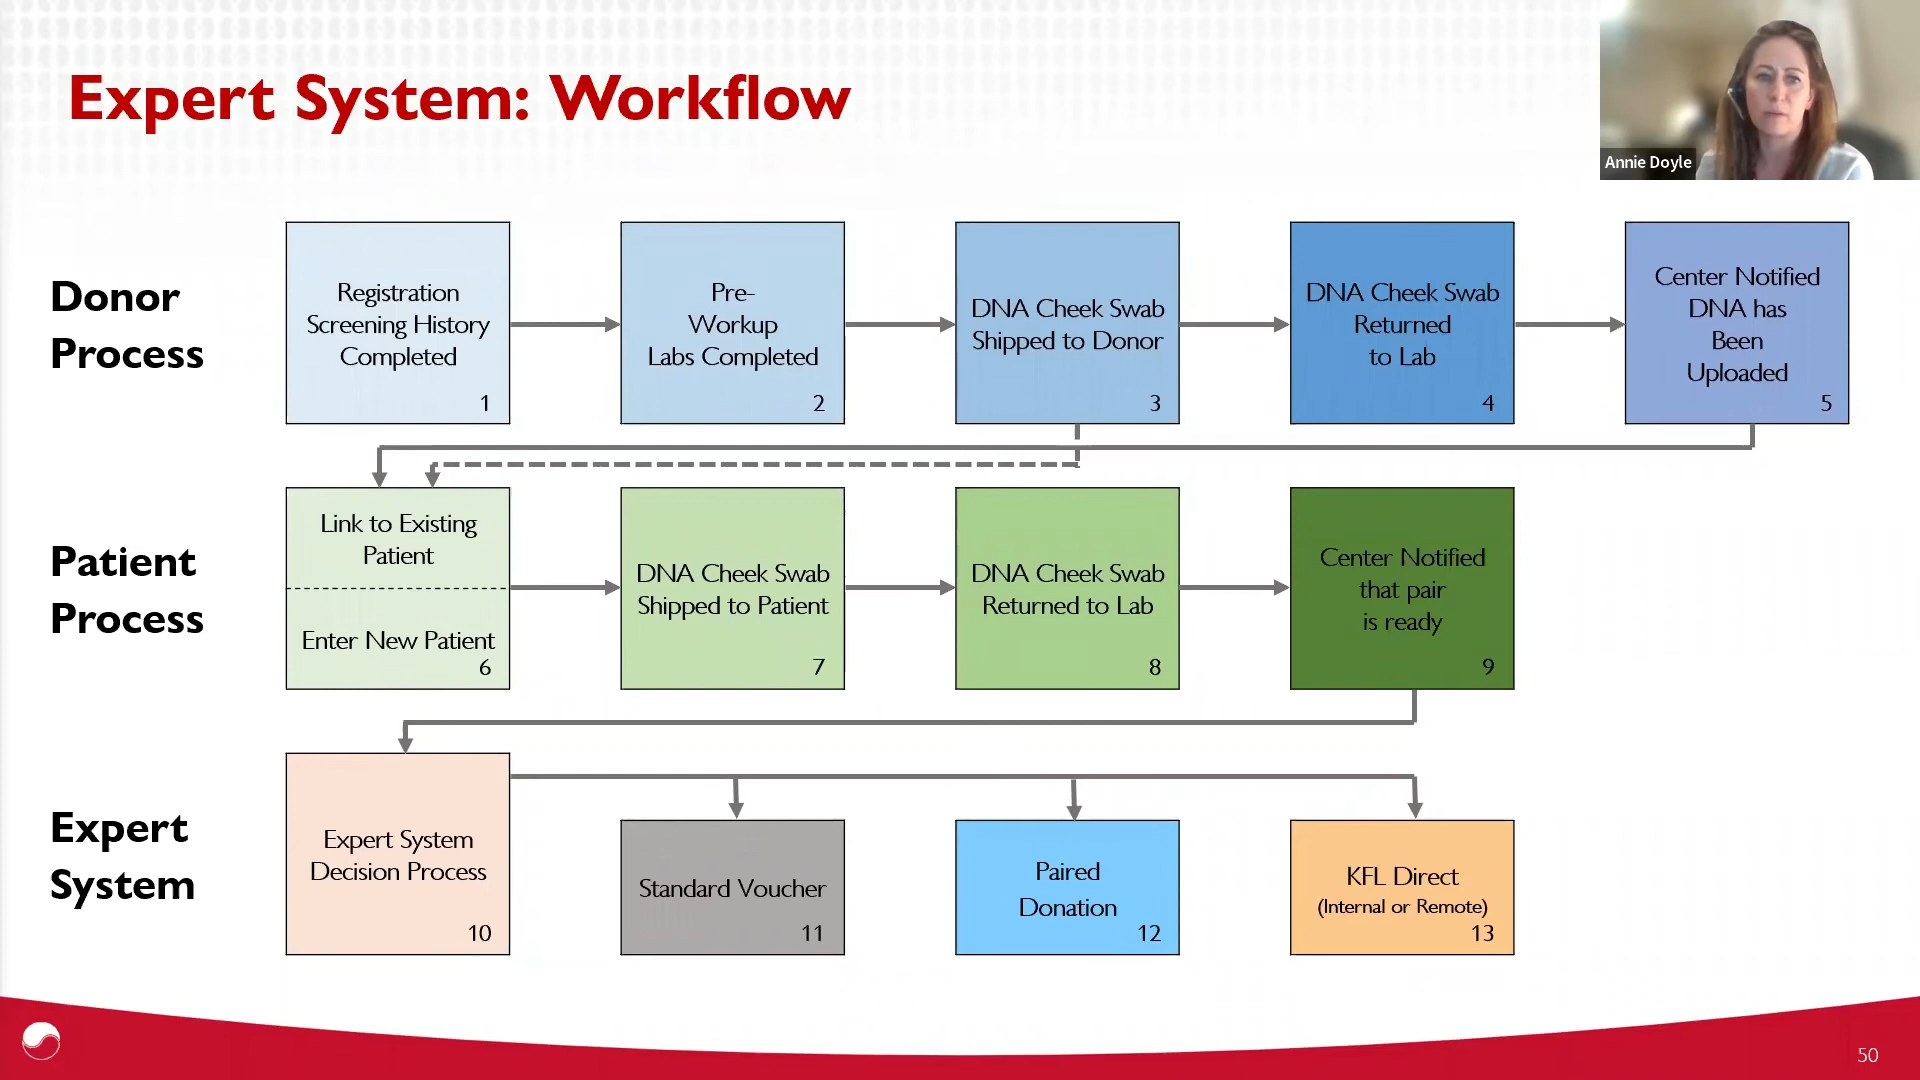 Expert System: Workflow
Annie Doyle
Donor
Process
Registration
Screening History
Completed
1
Pre-
Workup
Labs Completed
2
DNA Cheek Swab
Shipped to Donor
3
DNA Cheek Swab
Returned
to Lab
4
Center Notified
DNA has
Been
Uploaded
5
Patient
Process
Link to Existing
Patient
Enter New Patient
6
DNA Cheek Swab
Shipped to Patient
7
DNA Cheek Swab
Returned to Lab
8
Center Notified
that pair
is ready
9
Expert
System
Expert System
Decision Process
10
Standard Voucher
11
Paired
Donation
12
KFL Direct
(Internal or Remote)
13
50